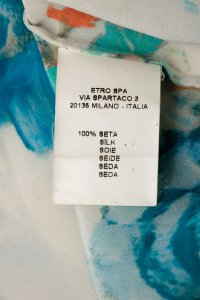 ETRO SPA
VIA SPARTACO 3
20135 MILANO - ITALIA
100% SETA
SILK
SOIE
SEIDE
SEDA
SEDA